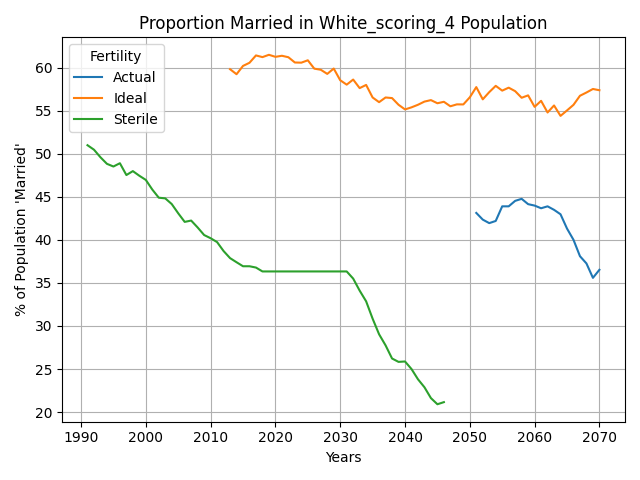 Proportion Married in White_scoring_4 Population
Fertility
Actual
Ideal
Sterile
% of Population 'Married'
60
55
50
45
40
35
30
25
20
1990 2000 2010 2020 2030 2040 2050 2060 2070
Years